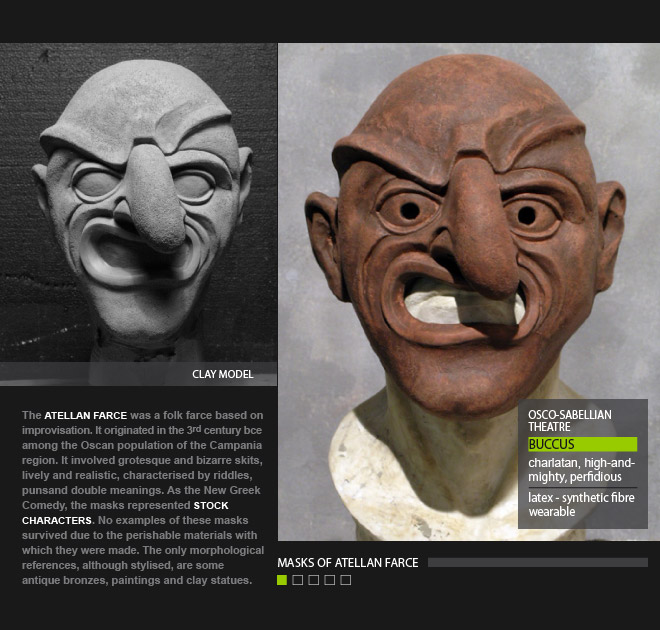 CLAY MODEL
The ATELLAN FARCE was a folk farce based on
improvisation. It originated in the 3rd century bce
among the Oscan population of the Campania
region. It involved grotesque and bizarre skits,
lively and realistic, characterised by riddles,
punsand double meanings. As the New Greek
Comedy, the masks represented STOCK
CHARACTERS. No examples of these masks
survived due to the perishable materials with
which they were made. The only morphological
references, although stylised, are some
antique bronzes, paintings and clay statues.
OSCO-SABELLIAN
THEATRE
BUCCUS
charlatan, high-and-
mighty, perfidious
latex - synthetic fibre
wearable
MASKS OF ATELLAN FARCE